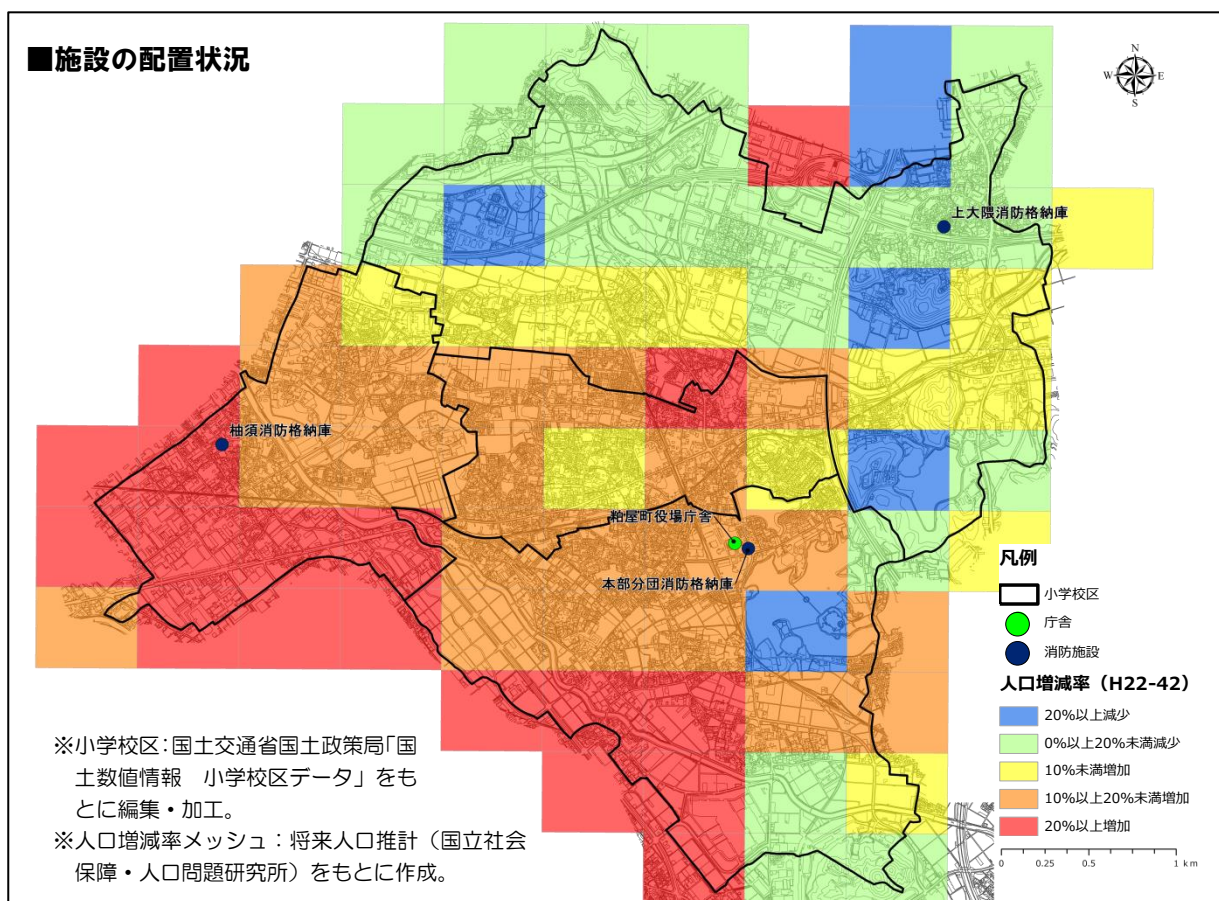 ■施設の配置状況
N
W
E
S
上大隈消防格納庫
柚須消防格納庫
粕屋町役場庁舎
本部分団消防格納庫
凡例
小学校区
庁舎
消防施設
人口増減率（H22-42）
20%以上減少
0%以上20%未満減少
10%未満増加
10%以上20%未満増加
20%以上増加
0 0.25 0.5 1 km
※小学校区：国土交通省国土政策局「国
土数値情報 小学校区データ」をも
とに編集・加工。
※人口増減率メッシュ：将来人口推計（国立社会
保障・人口問題研究所）をもとに作成。